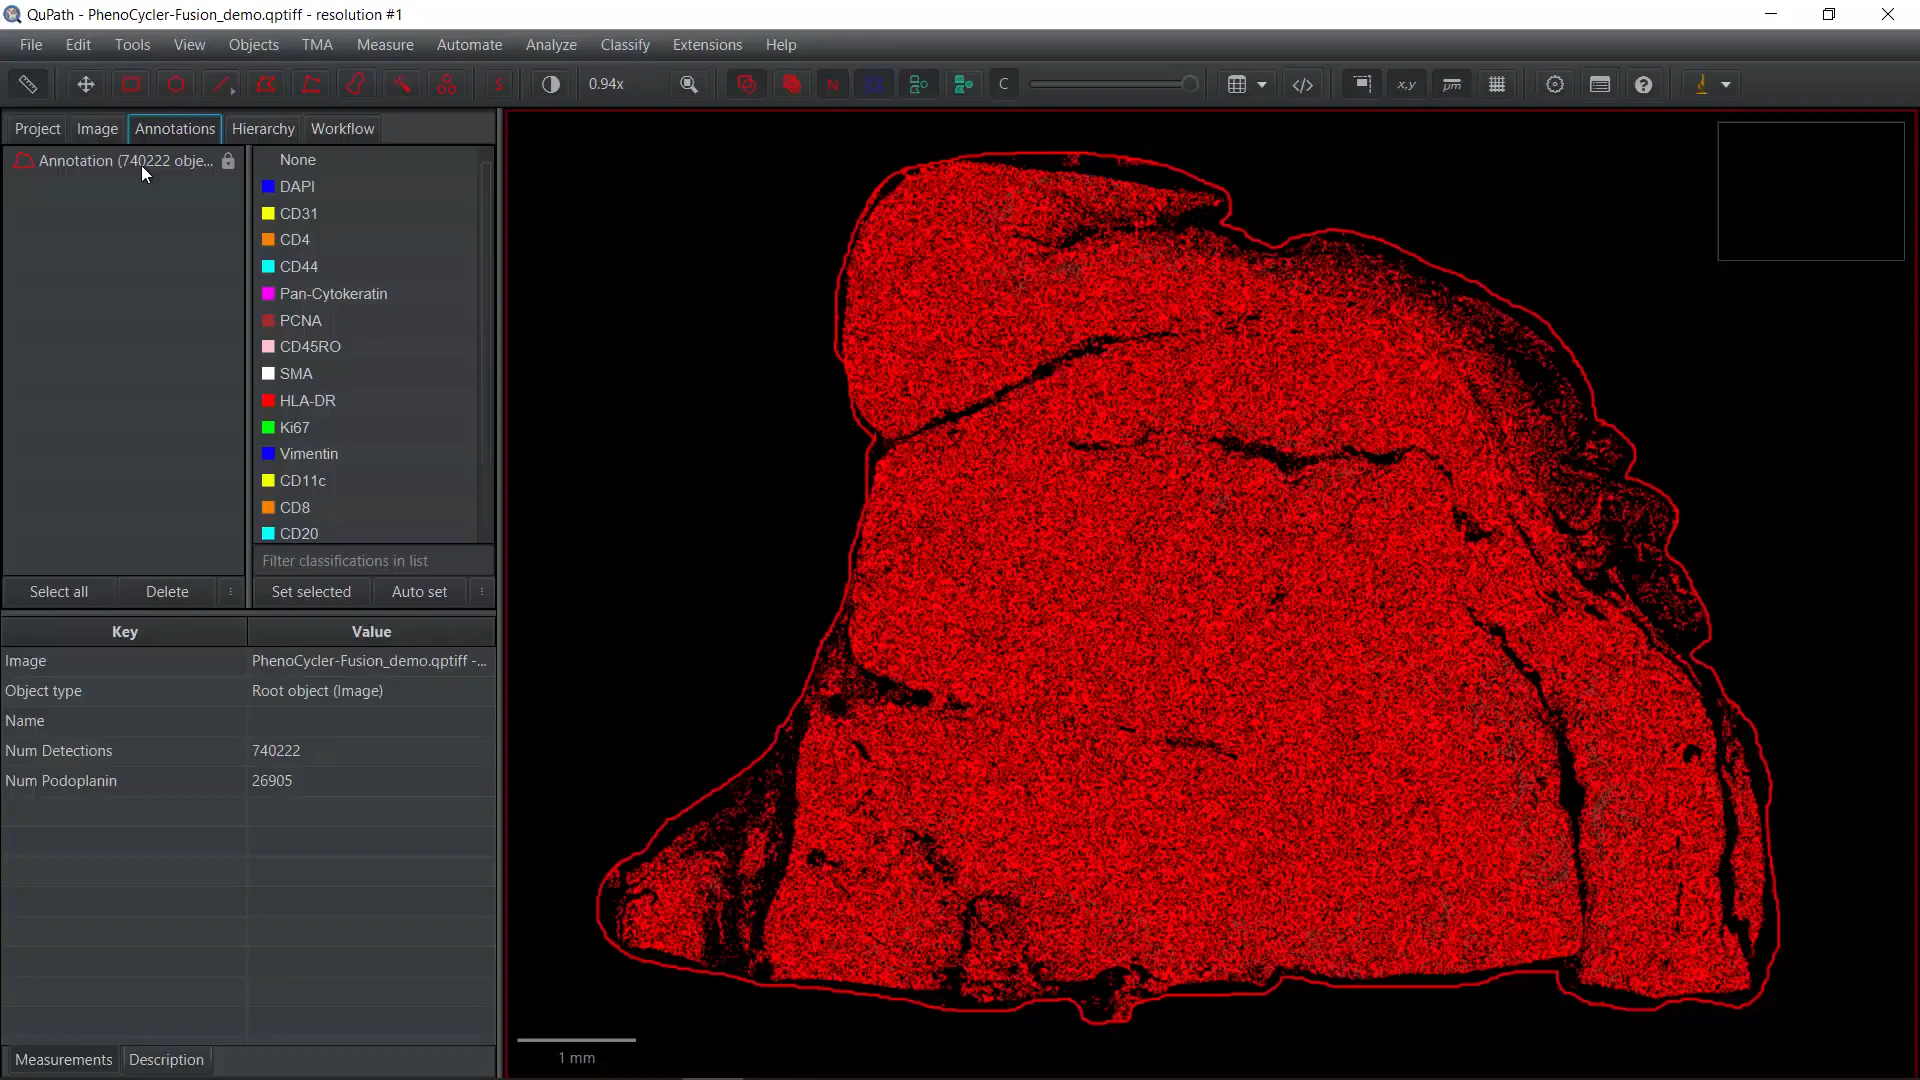 QuPath - PhenoCycler-Fusion_demo.qptiff - resolution #1
File Edit Tools View Objects TMA Measure Automate Analyze Classify Extensions Help
S 0.94x N C x,y µm
Project Image Annotations Hierarchy Workflow
Annotation (740222 obje...
None
DAPI
CD31
CD4
CD44
Pan-Cytokeratin
PCNA
CD45RO
SMA
HLA-DR
Ki67
Vimentin
CD11c
CD8
CD20
Filter classifications in list
Select all Delete Set selected Auto set
Key Value
Image PhenoCycler-Fusion_demo.qptiff -...
Object type Root object (Image)
Name
Num Detections 740222
Num Podoplanin 26905
1 mm
Measurements Description